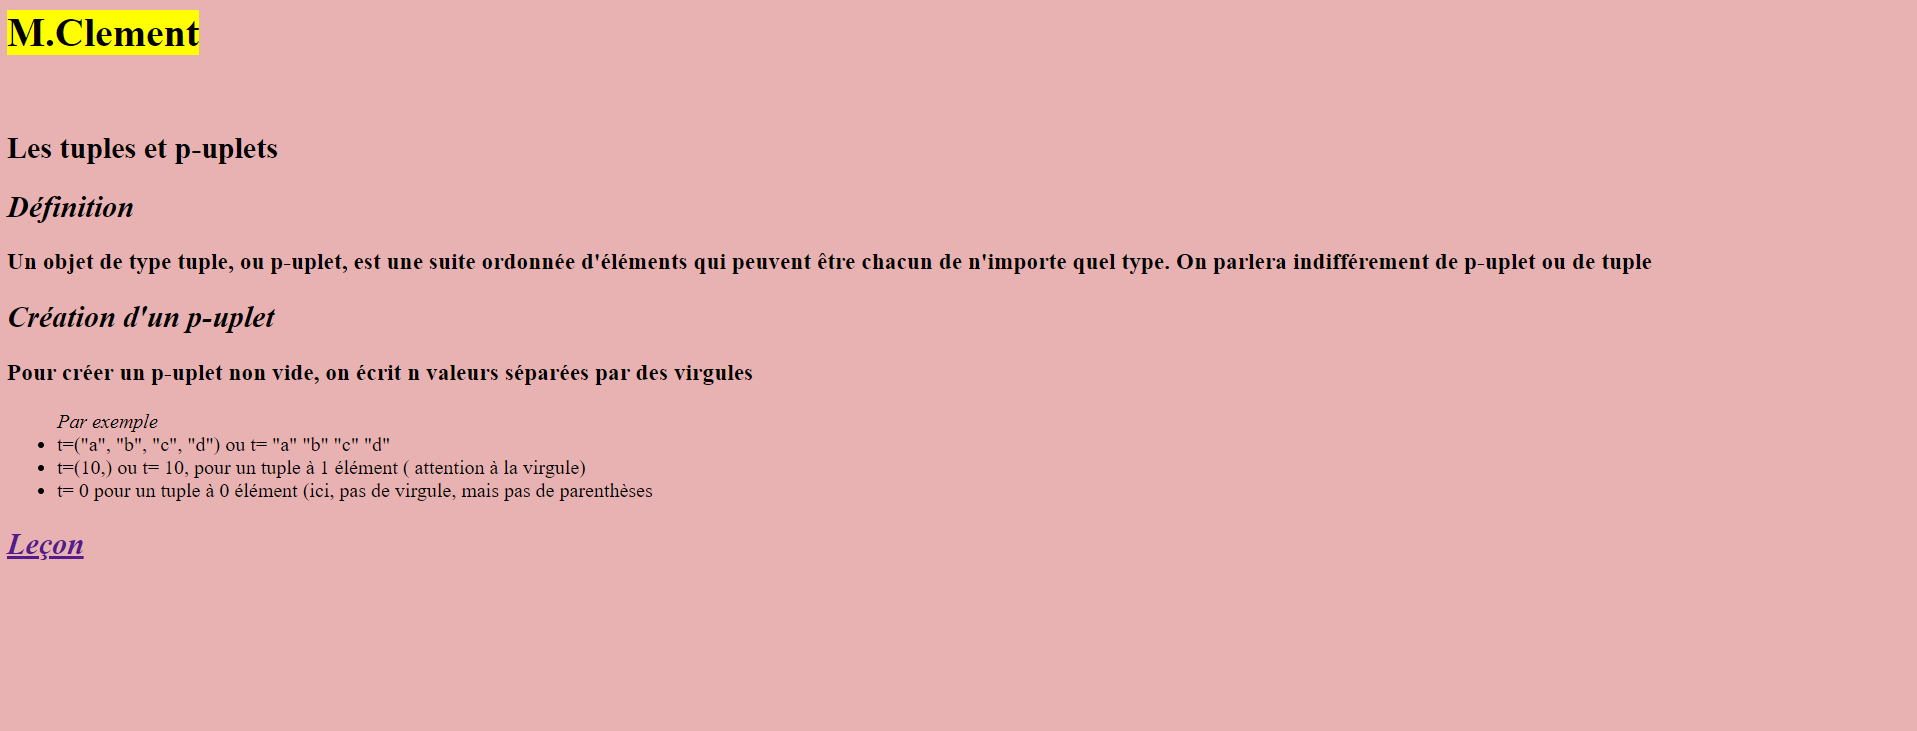 M.Clement
Les tuples et p-uplets
Définition
Un objet de type tuple, ou p-uplet, est une suite ordonnée d'éléments qui peuvent être chacun de n'importe quel type. On parlera indifférement de p-uplet ou de tuple
Création d'un p-uplet
Pour créer un p-uplet non vide, on écrit n valeurs séparées par des virgules
Par exemple
t=("a", "b", "c", "d") ou t= "a" "b" "c" "d"
t=(10,) ou t= 10, pour un tuple à 1 élément ( attention à la virgule)
t= 0 pour un tuple à 0 élément (ici, pas de virgule, mais pas de parenthèses
Leçon